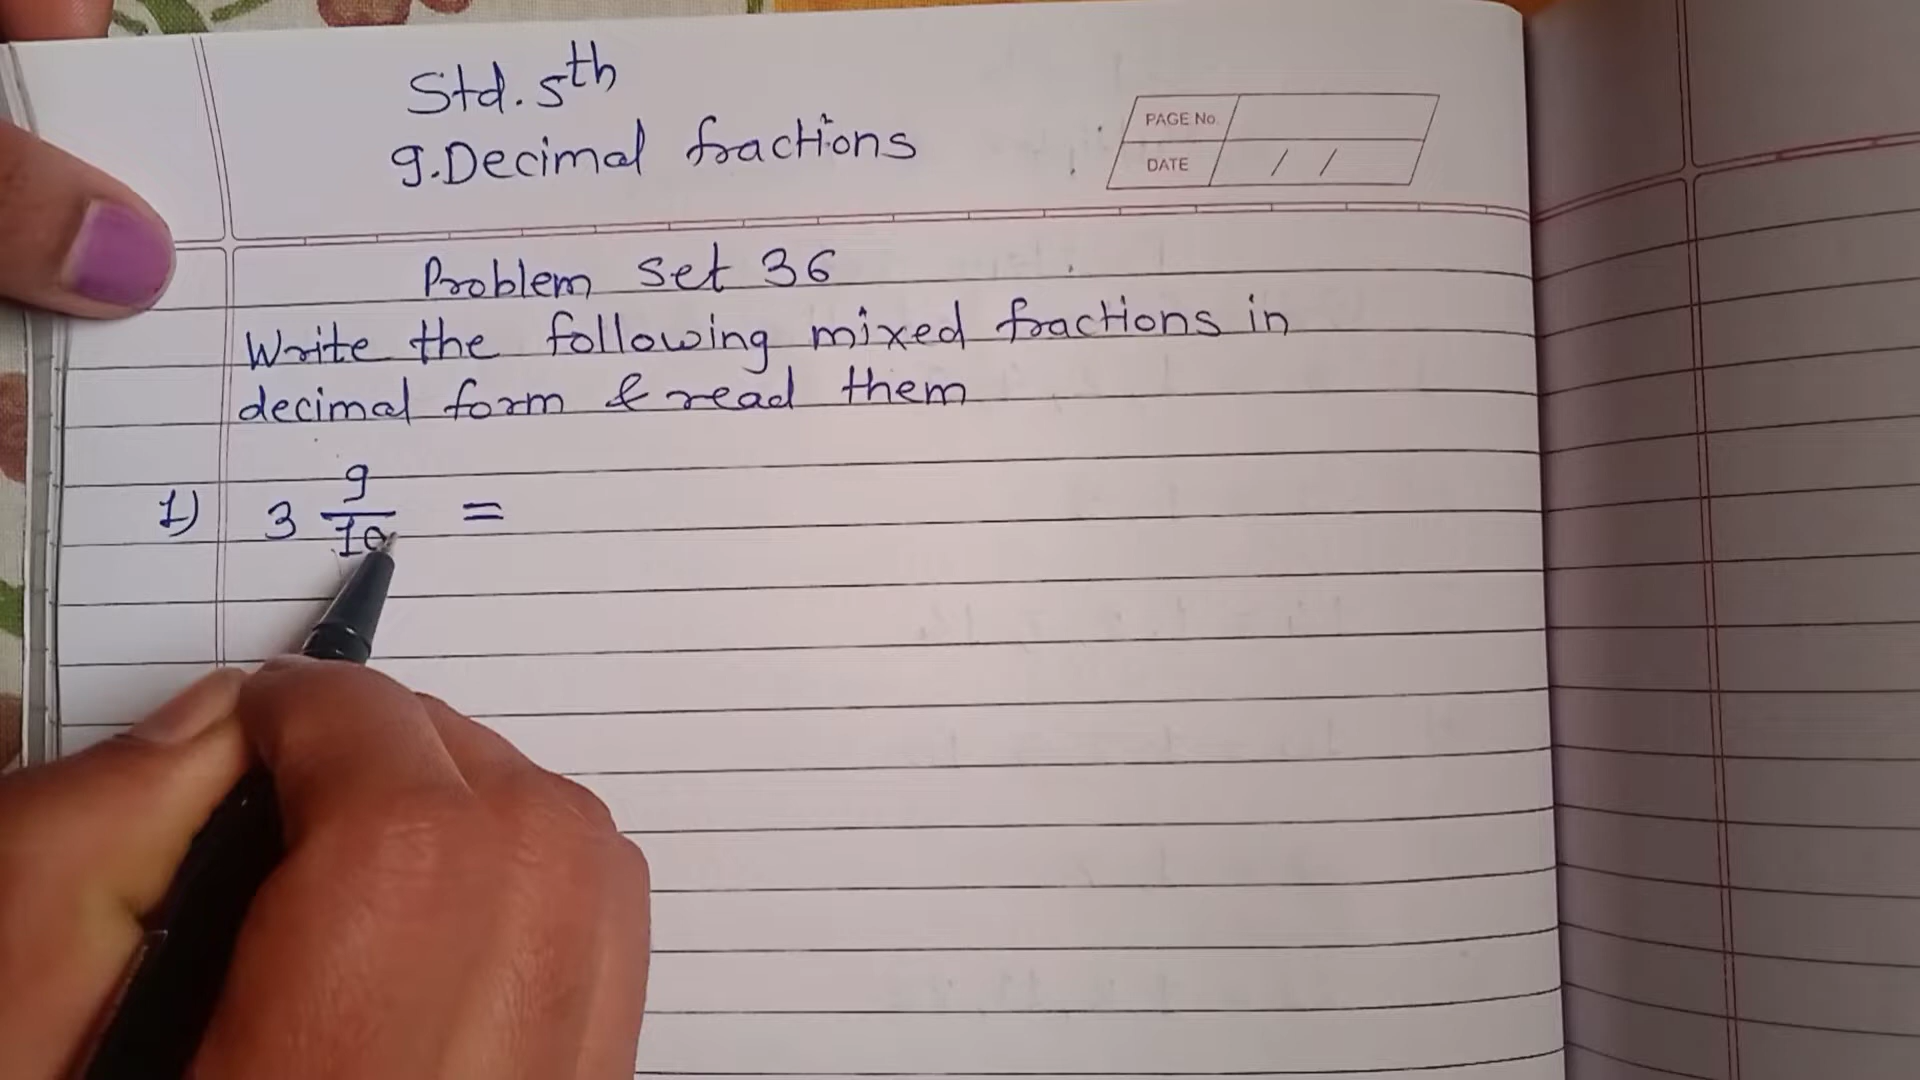 Std. 5th
9.Decimal fractions
PAGE No.
DATE / /
Problem set 36
Write the following mixed fractions in
decimal form & read them
1) 3 9/10 =